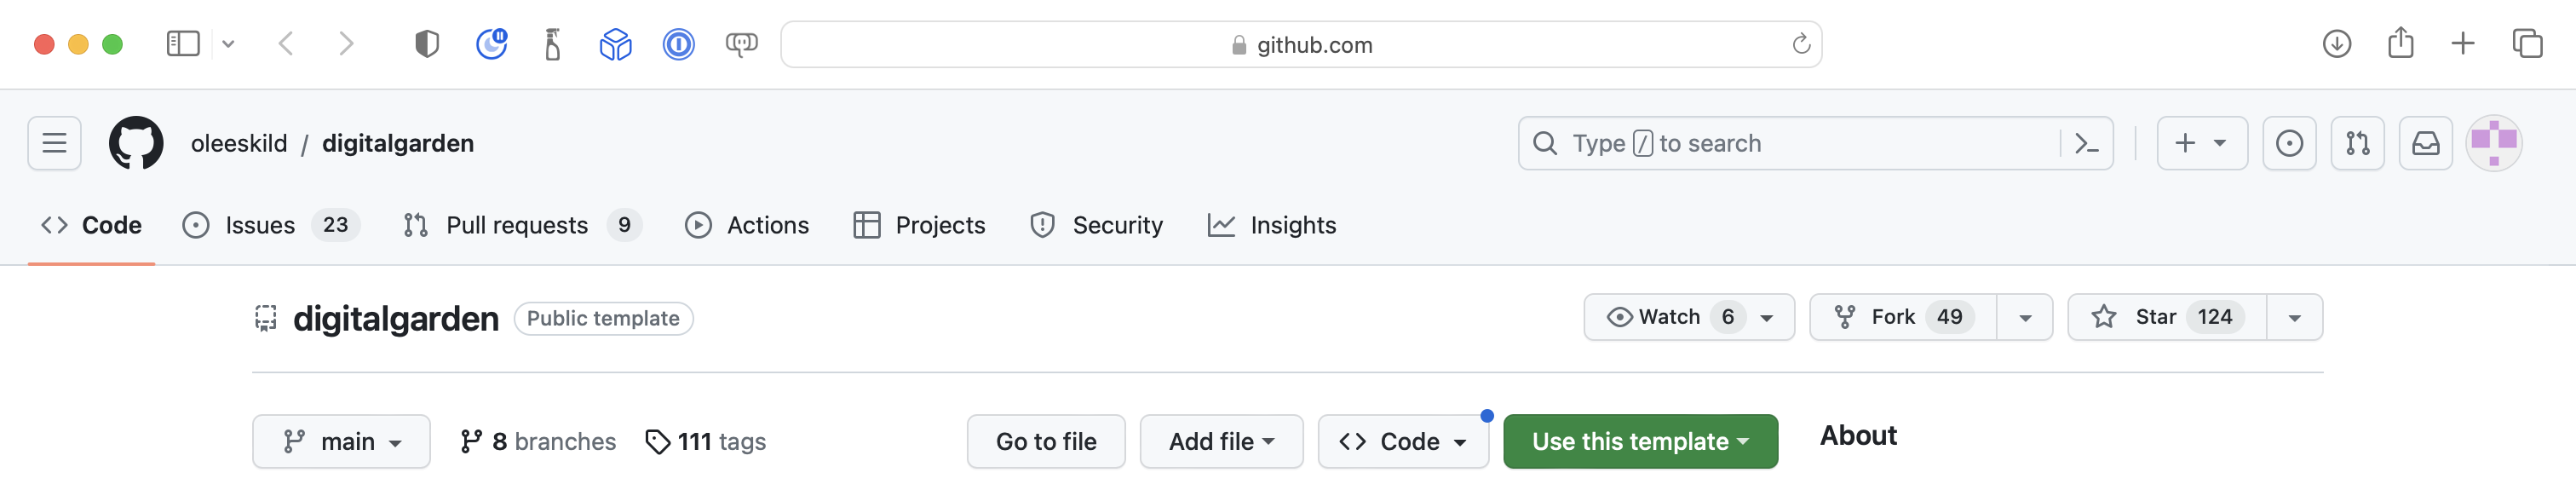 github.com
oleeskild / digitalgarden
Type / to search
Code
Issues 23
Pull requests 9
Actions
Projects
Security
Insights
digitalgarden
Public template
Watch 6
Fork 49
Star 124
main
8 branches
111 tags
Go to file
Add file
Code
Use this template
About